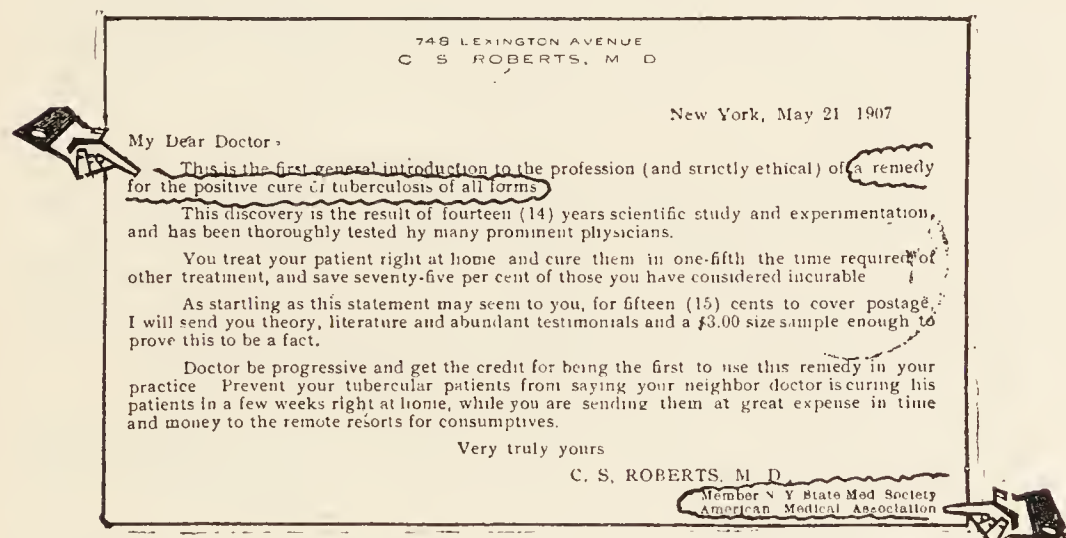 748 LEXINGTON AVENUE
C S ROBERTS, M D
New York, May 21 1907
My Dear Doctor:
This is the first general introduction to the profession (and strictly ethical) of a remedy
for the positive cure of tuberculosis of all forms
This discovery is the result of fourteen (14) years scientific study and experimentation,
and has been thoroughly tested by many prominent physicians.
You treat your patient right at home and cure them in one-fifth the time required of
other treatment, and save seventy-five per cent of those you have considered incurable
As startling as this statement may seem to you, for fifteen (15) cents to cover postage,
I will send you theory, literature and abundant testimonials and a $3.00 size sample enough to
prove this to be a fact.
Doctor be progressive and get the credit for being the first to use this remedy in your
practice Prevent your tubercular patients from saying your neighbor doctor is curing his
patients in a few weeks right at home, while you are sending them at great expense in time
and money to the remote resorts for consumptives.
Very truly yours
C. S. ROBERTS, M D
Member N Y State Med Society
American Medical Association